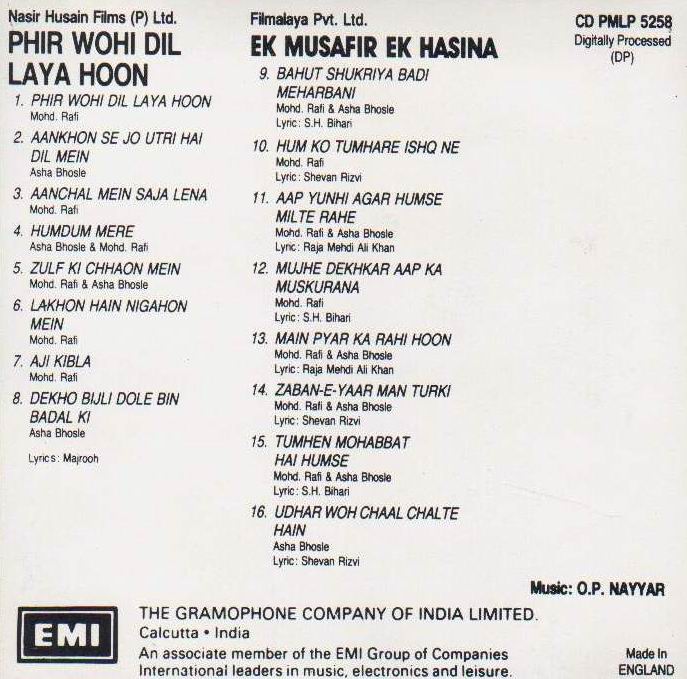 Nasir Husain Films (P) Ltd.
PHIR WOHI DIL
LAYA HOON
1. PHIR WOHI DIL LAYA HOON
Mohd. Rafi
2. AANKHON SE JO UTRI HAI
DIL MEIN
Asha Bhosle
3. AANCHAL MEIN SAJA LENA
Mohd. Rafi
4. HUMDUM MERE
Asha Bhosle & Mohd. Rafi
5. ZULF KI CHHAON MEIN
Mohd. Rafi & Asha Bhosle
6. LAKHON HAIN NIGAHON
MEIN
Mohd. Rafi
7. AJI KIBLA
Mohd. Rafi
8. DEKHO BIJLI DOLE BIN
BADAL KI
Asha Bhosle
Lyrics: Majrooh
Filmalaya Pvt. Ltd.
EK MUSAFIR EK HASINA
9. BAHUT SHUKRIYA BADI
MEHARBANI
Mohd. Rafi & Asha Bhosle
Lyric: S.H. Bihari
10. HUM KO TUMHARE ISHQ NE
Mohd. Rafi
Lyric: Shevan Rizvi
11. AAP YUNHI AGAR HUMSE
MILTE RAHE
Mohd. Rafi & Asha Bhosle
Lyric: Raja Mehdi Ali Khan
12. MUJHE DEKHKAR AAP KA
MUSKURANA
Mohd. Rafi
Lyric: S.H. Bihari
13. MAIN PYAR KA RAHI HOON
Mohd. Rafi & Asha Bhosle
Lyric: Raja Mehdi Ali Khan
14. ZABAN-E-YAAR MAN TURKI
Mohd. Rafi & Asha Bhosle
Lyric: Shevan Rizvi
15. TUMHEN MOHABBAT
HAI HUMSE
Mohd. Rafi & Asha Bhosle
Lyric: S.H. Bihari
16. UDHAR WOH CHAAL CHALTE
HAIN
Asha Bhosle
Lyric: Shevan Rizvi
CD PMLP 5258
Digitally Processed
(DP)
Music: O.P. NAYYAR
EMI
THE GRAMOPHONE COMPANY OF INDIA LIMITED.
Calcutta • India
An associate member of the EMI Group of Companies
International leaders in music, electronics and leisure.
Made In
ENGLAND